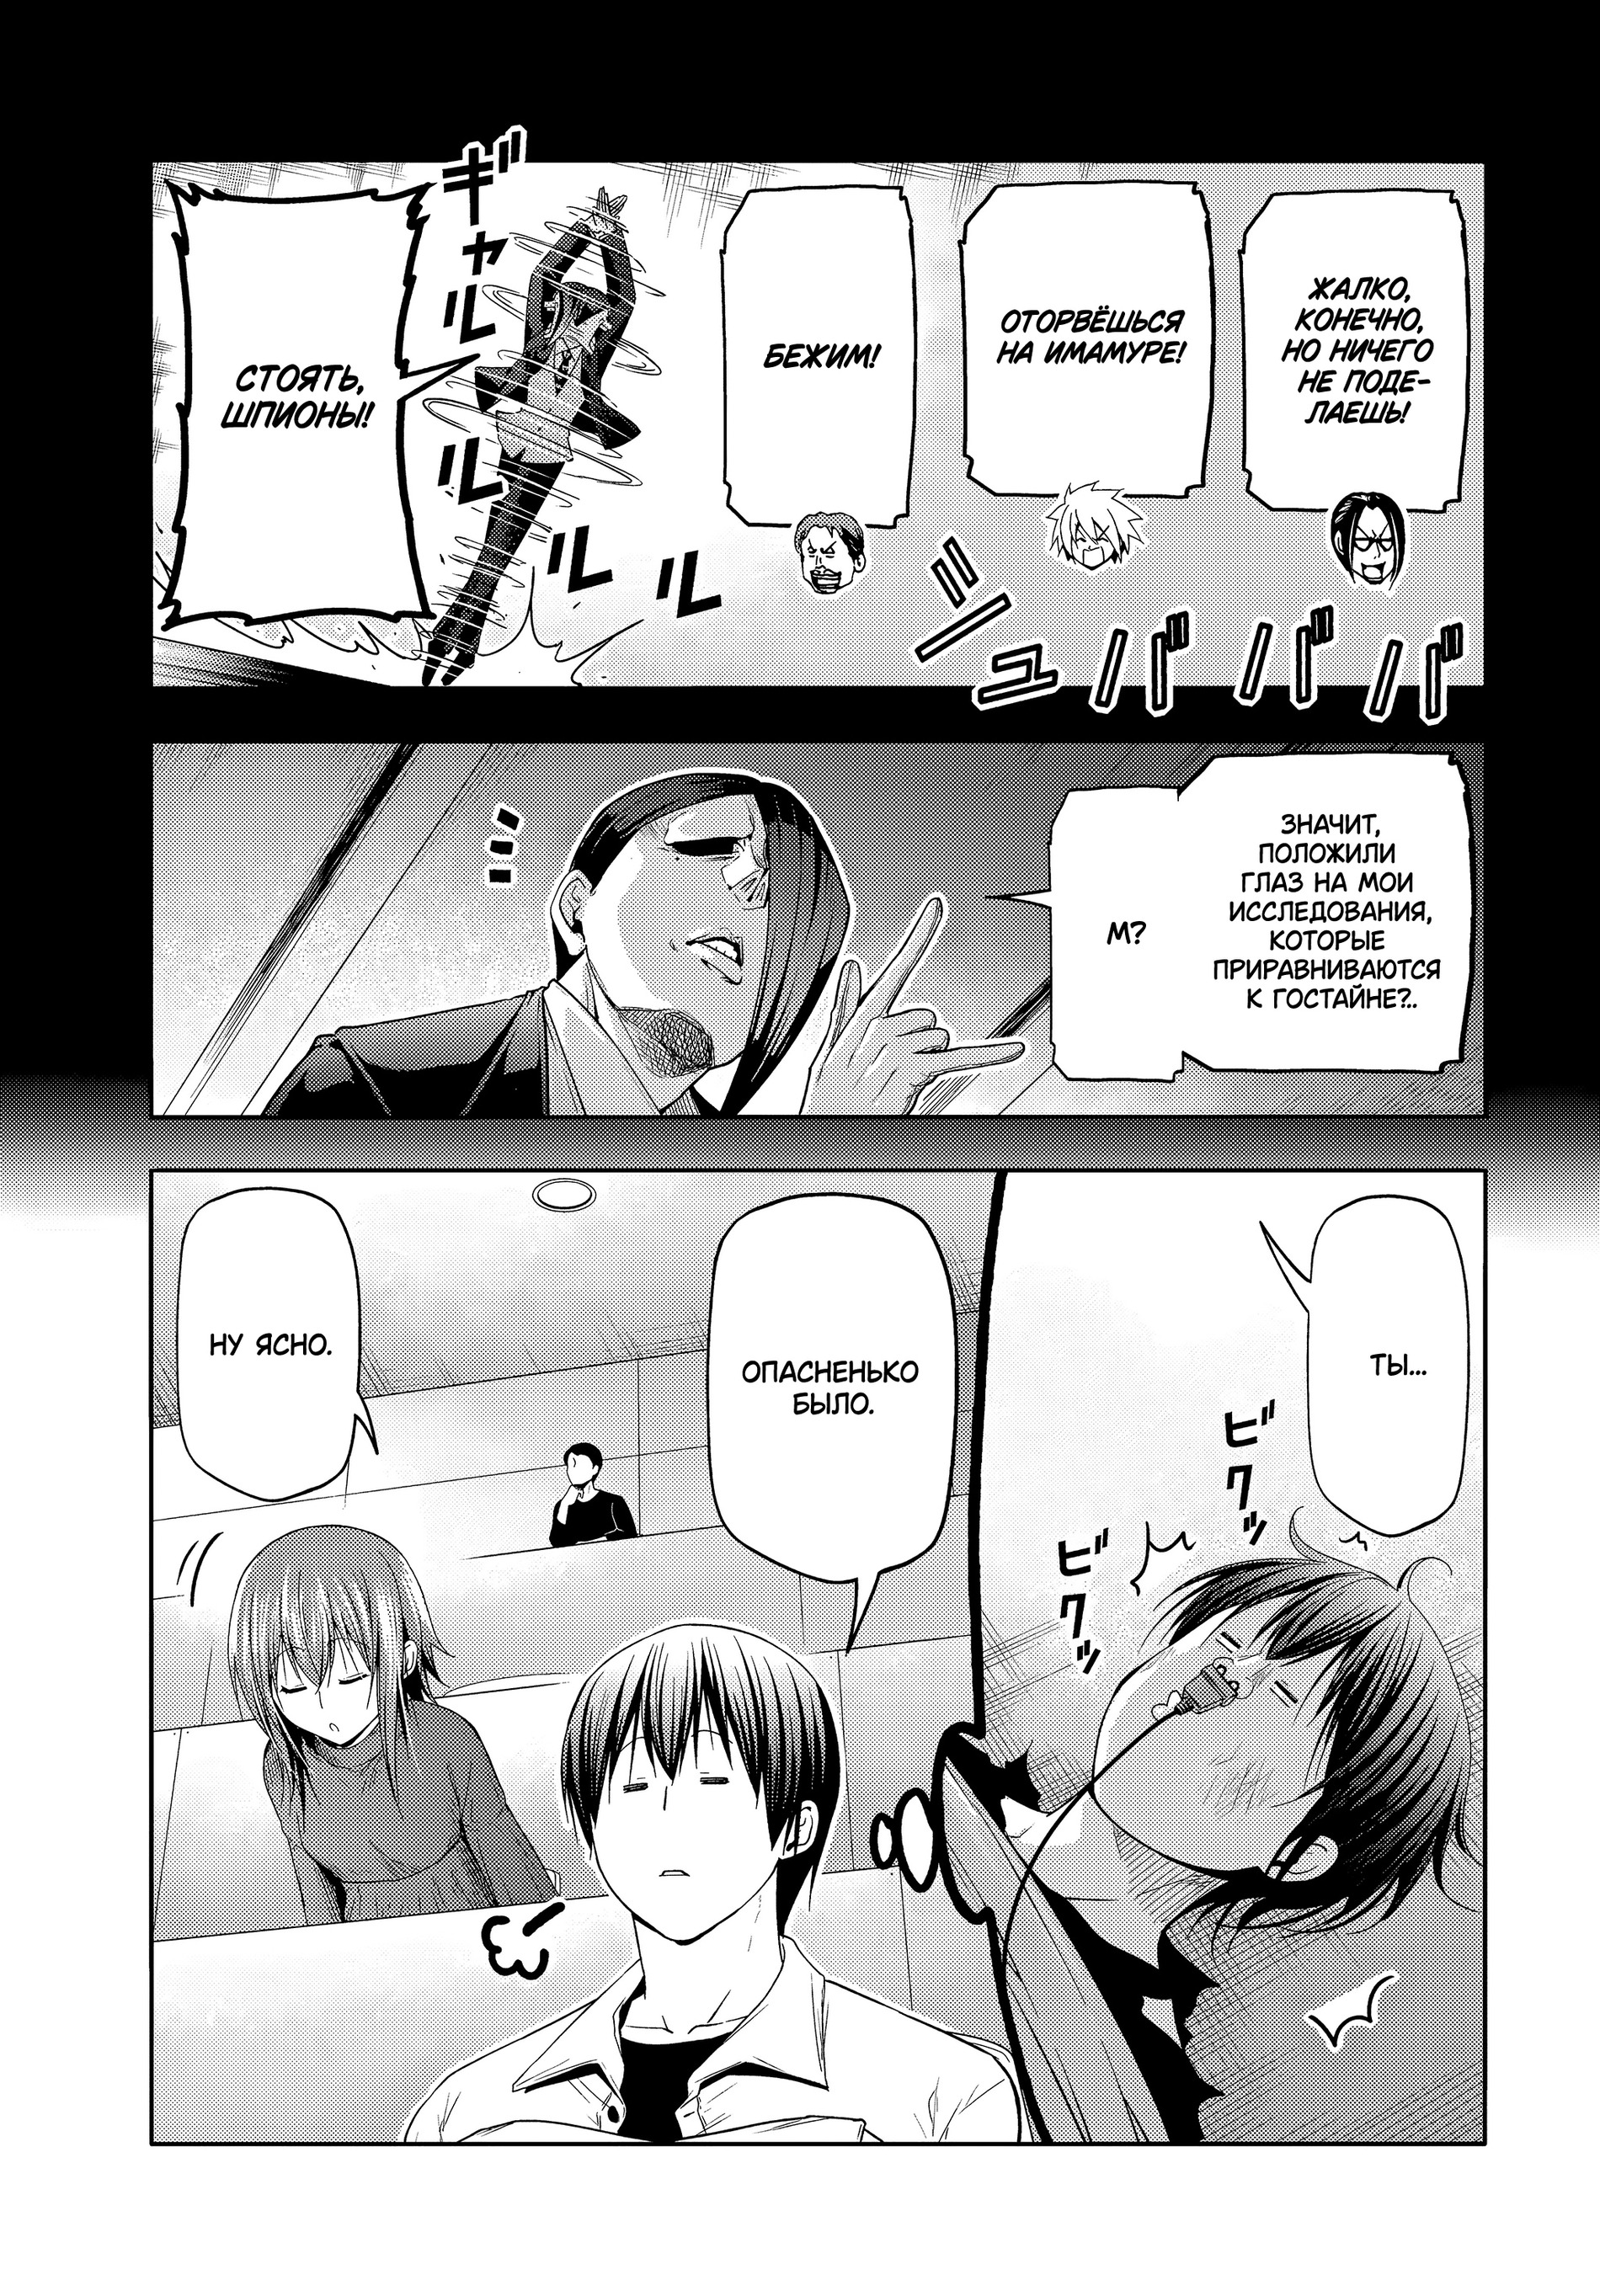 ЖАЛКО,
КОНЕЧНО,
НО НИЧЕГО
НЕ ПОДЕ-
ЛАЕШЬ!
ОТОРВЁШЬСЯ
НА ИМАМУРЕ!
БЕЖИМ!
СТОЯТЬ,
ШПИОНЫ!
ギャルルルル
シュババババ
ЗНАЧИТ,
ПОЛОЖИЛИ
ГЛАЗ НА МОИ
ИССЛЕДОВАНИЯ,
КОТОРЫЕ
ПРИРАВНИВАЮТСЯ
К ГОСТАЙНЕ?..
М?
ТЫ...
ビクッ
ビクッ
ОПАСНЕНЬКО
БЫЛО.
НУ ЯСНО.